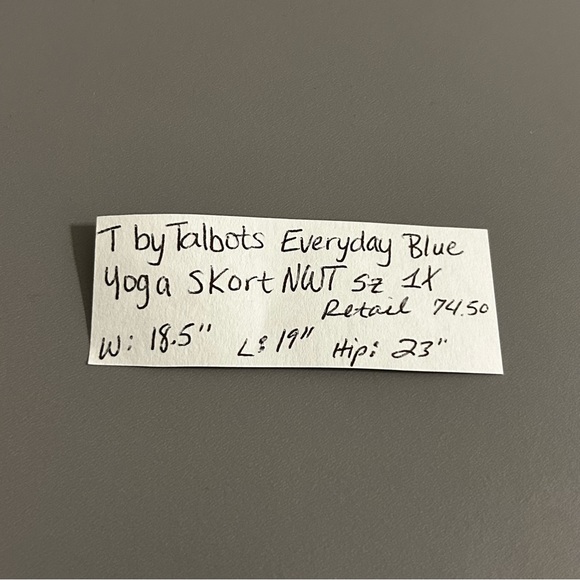 T by Talbots Everyday Blue
Yoga Skort NWT Sz 1X
Retail 74.50
W: 18.5" L: 19" Hip: 23"